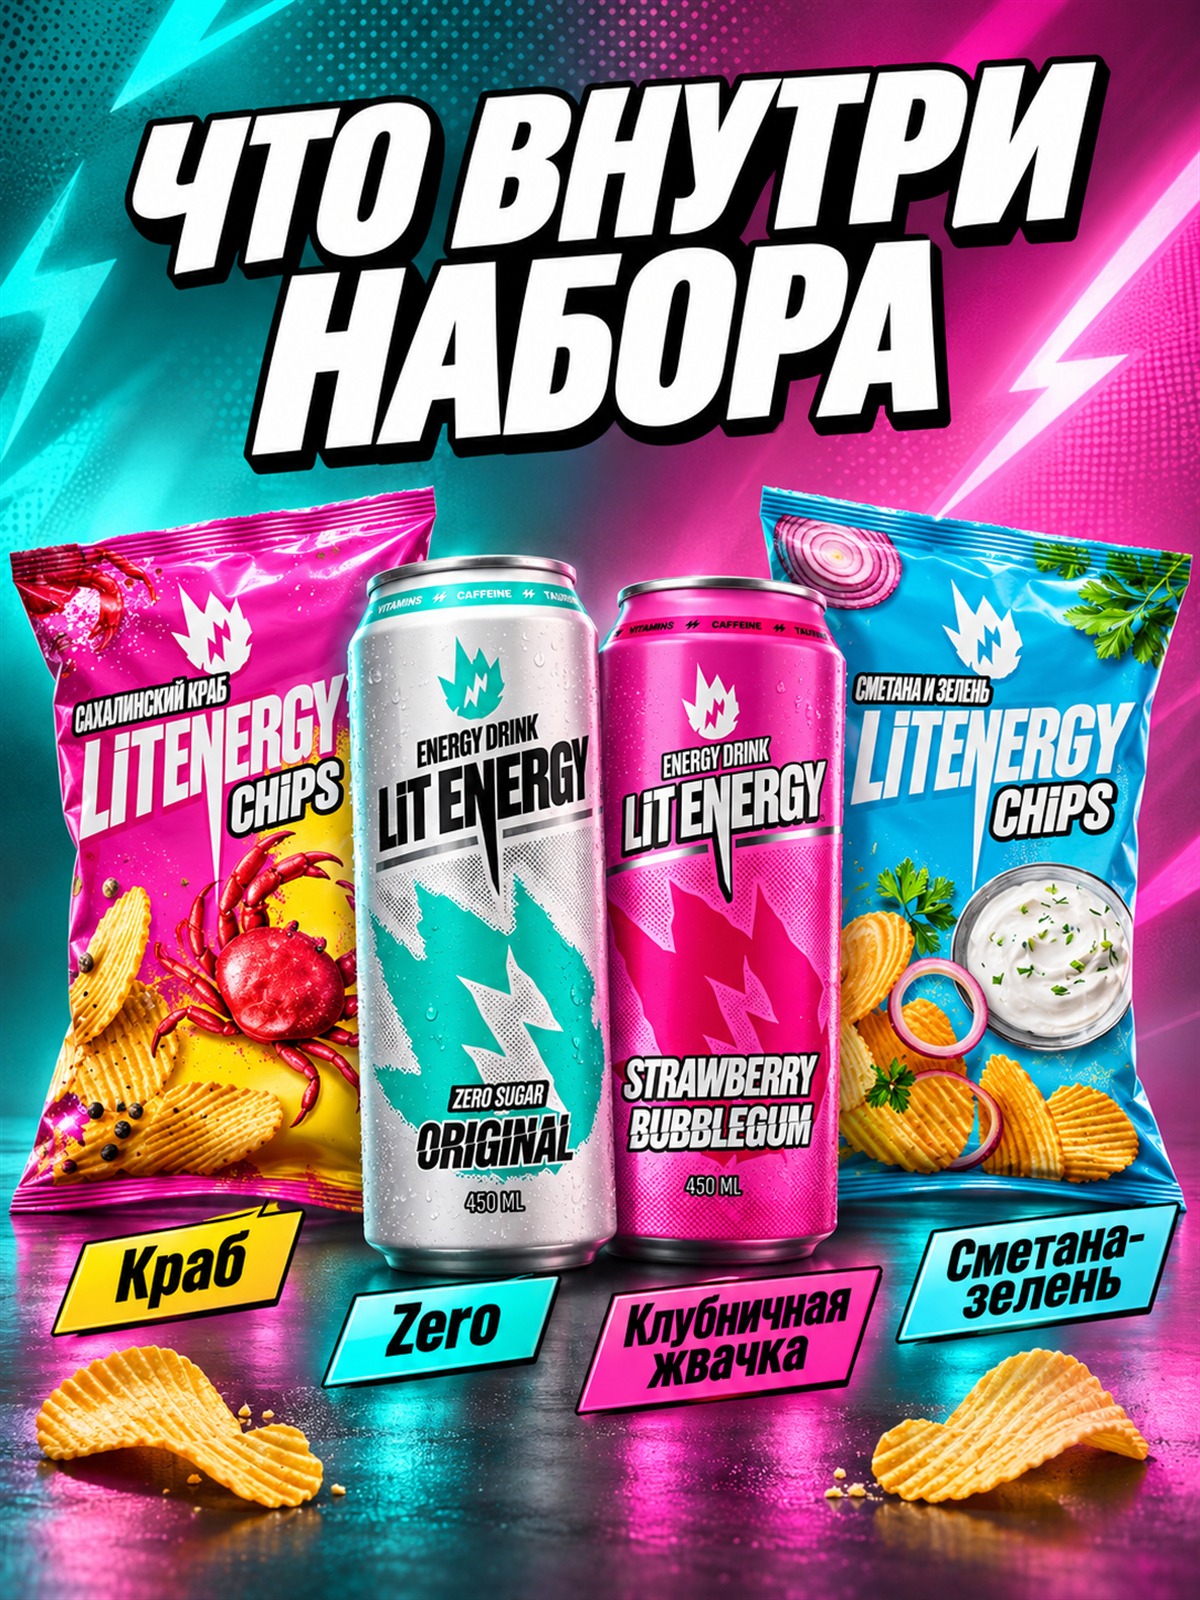 ЧТО ВНУТРИ
НАБОРА
САХАЛИНСКИЙ КРАБ
LiTENERGY
CHiPS
VITAMINS CAFFEINE
ENERGY DRINK
LiT ENERGY
ZERO SUGAR
ORIGINAL
450 ML
VITAMINS CAFFEINE
ENERGY DRINK
LiT ENERGY
STRAWBERRY
BUBBLEGUM
450 ML
СМЕТАНА И ЗЕЛЕНЬ
LiTENERGY
CHiPS
Краб
Zero
Клубничная
жвачка
Сметана-
зелень